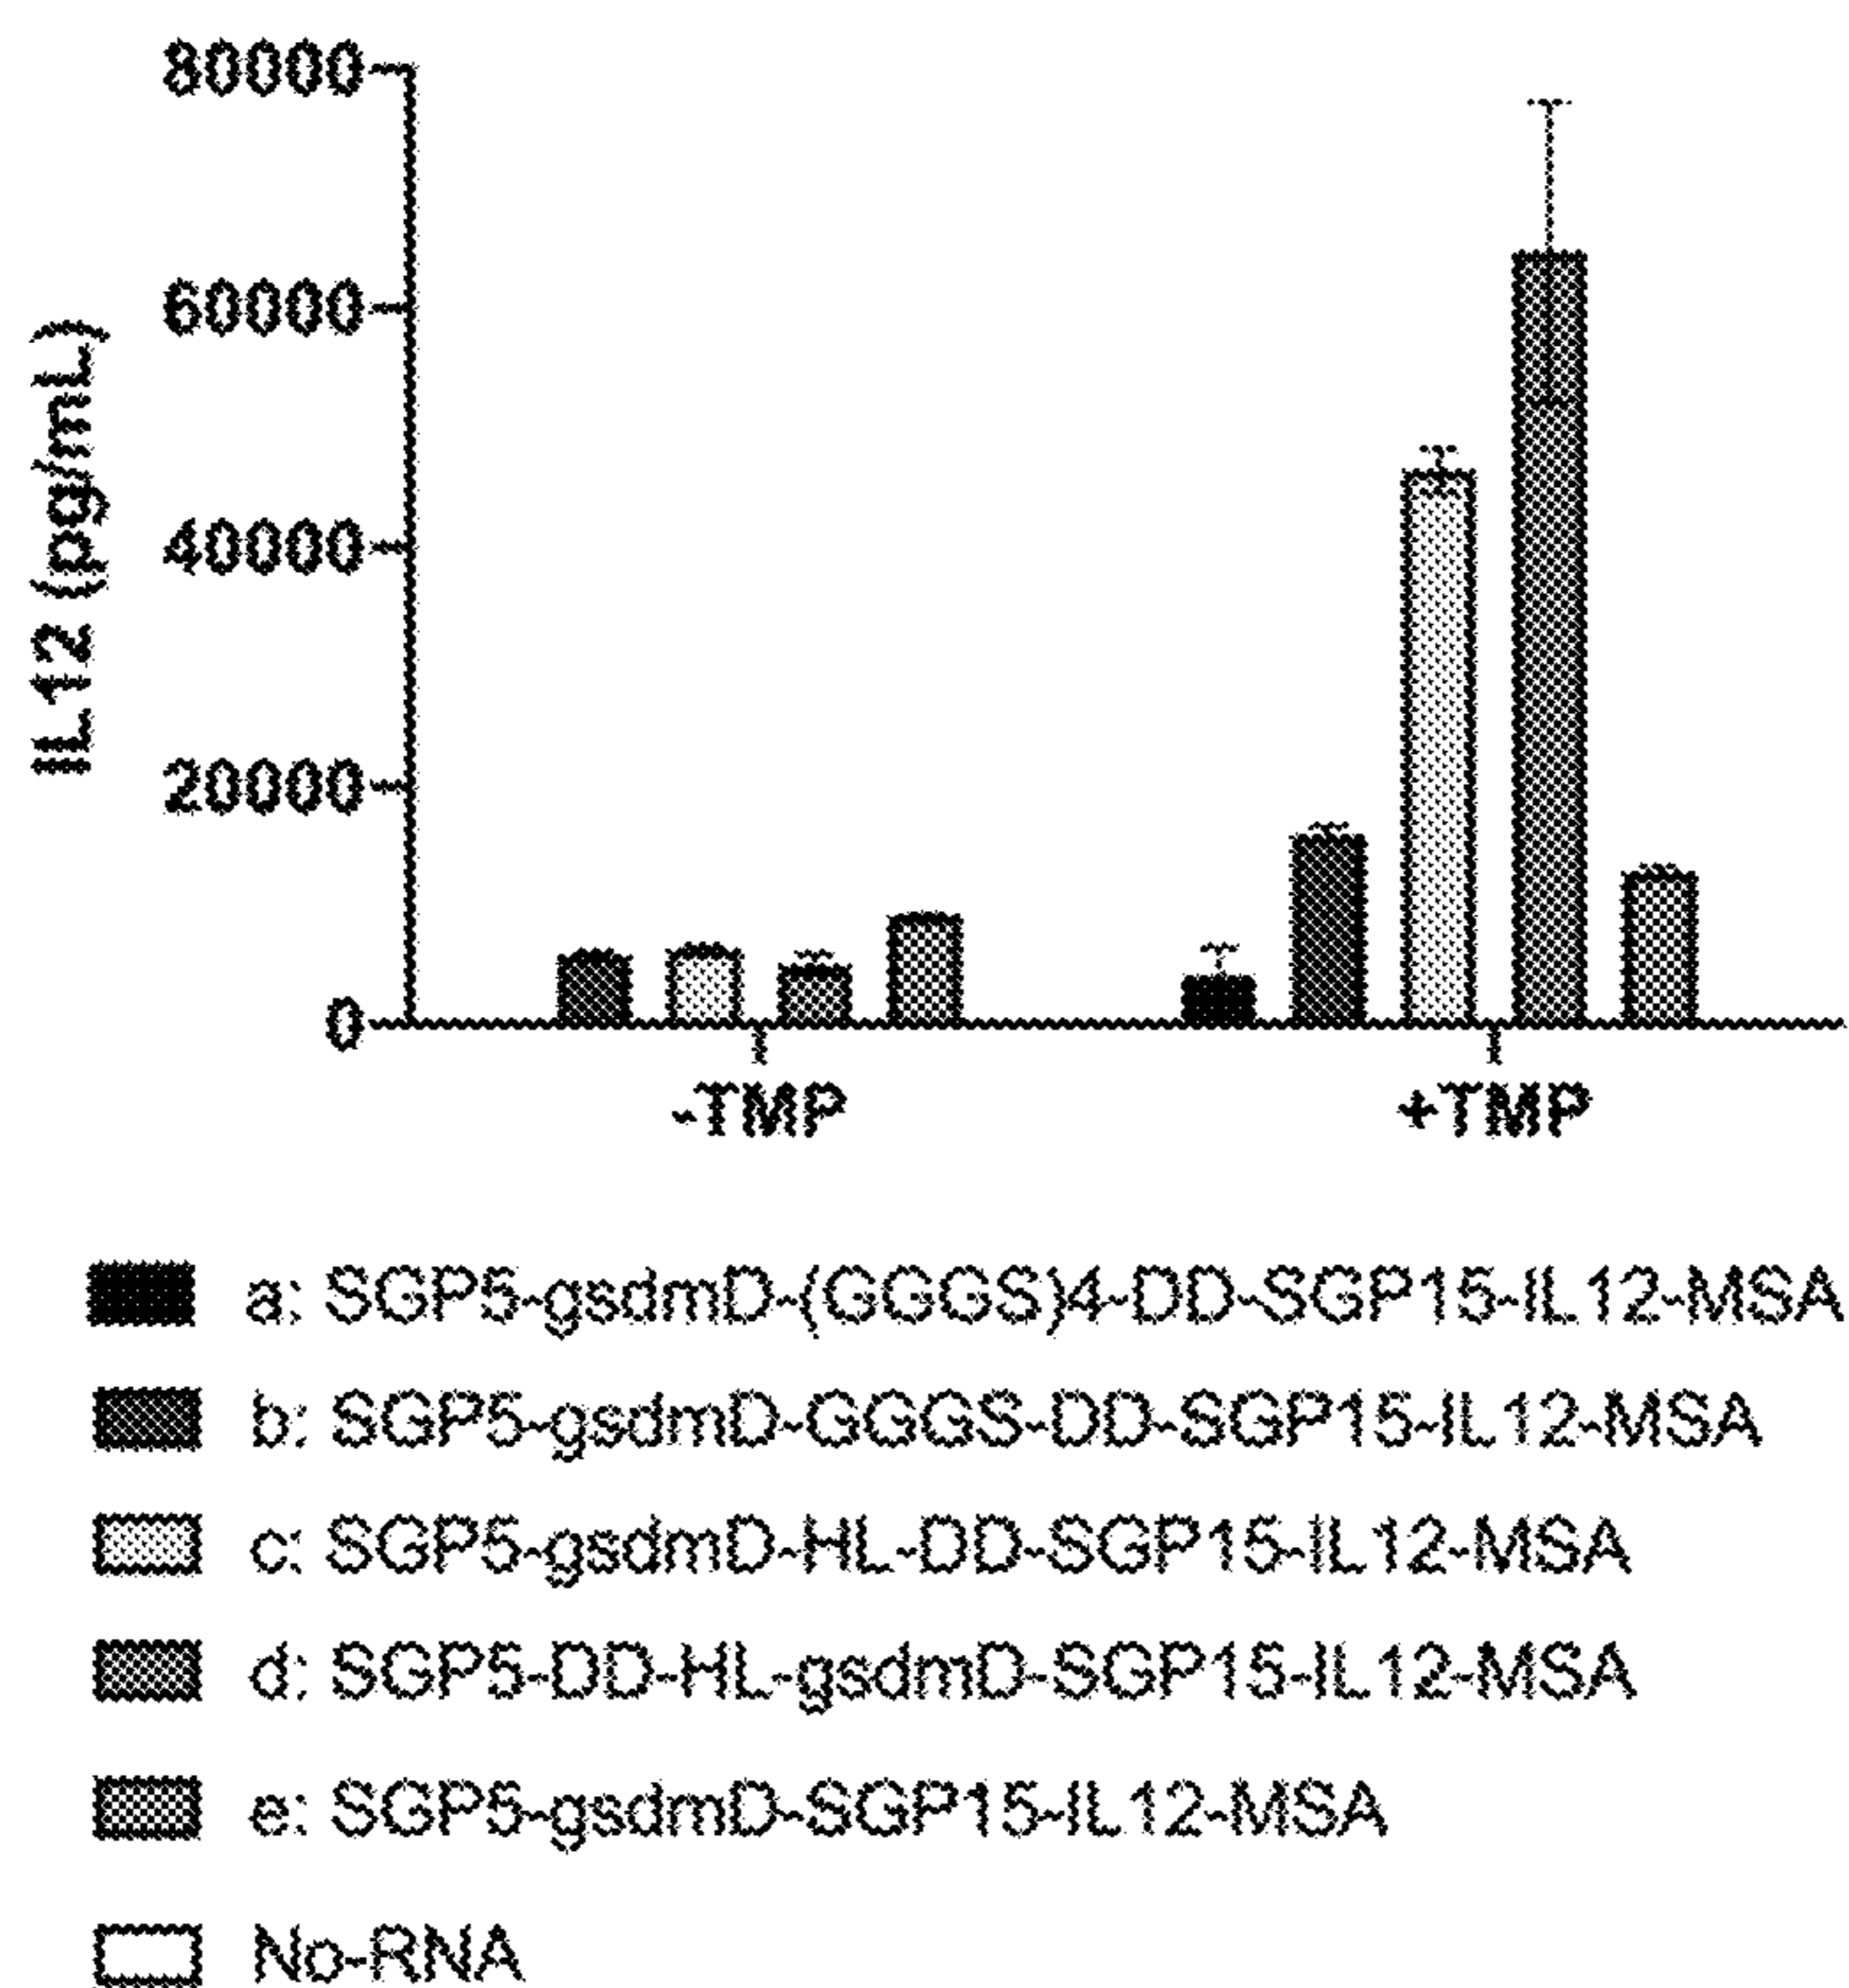 80000
60000
40000
20000
0
IL12 (pg/mL)
-TMP
+TMP
a: SGP5-gsdmD-(GGGS)4-DD-SGP15-IL12-MSA
b: SGP5-gsdmD-GGGS-DD-SGP15-IL12-MSA
c: SGP5-gsdmD-HL-DD-SGP15-IL12-MSA
d: SGP5-DD-HL-gsdmD-SGP15-IL12-MSA
e: SGP5-gsdmD-SGP15-IL12-MSA
No-RNA